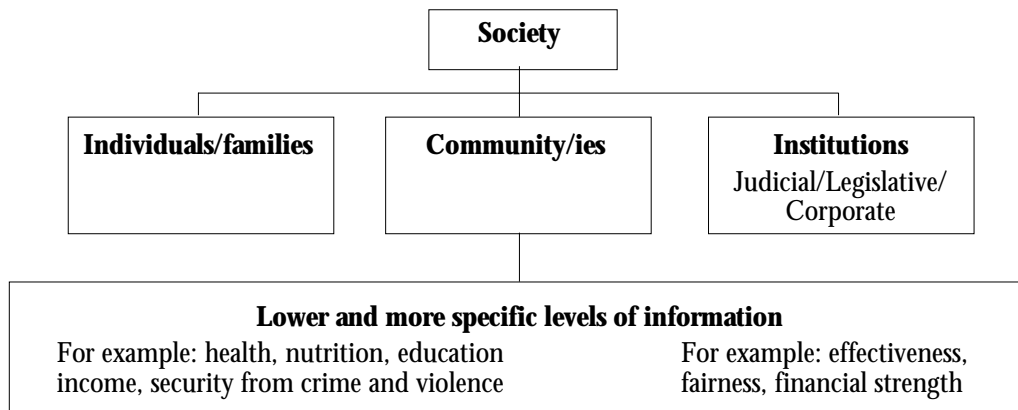 Society
Individuals/families
Community/ies
Institutions
Judicial/Legislative/
Corporate
Lower and more specific levels of information
For example: health, nutrition, education
income, security from crime and violence
For example: effectiveness,
fairness, financial strength